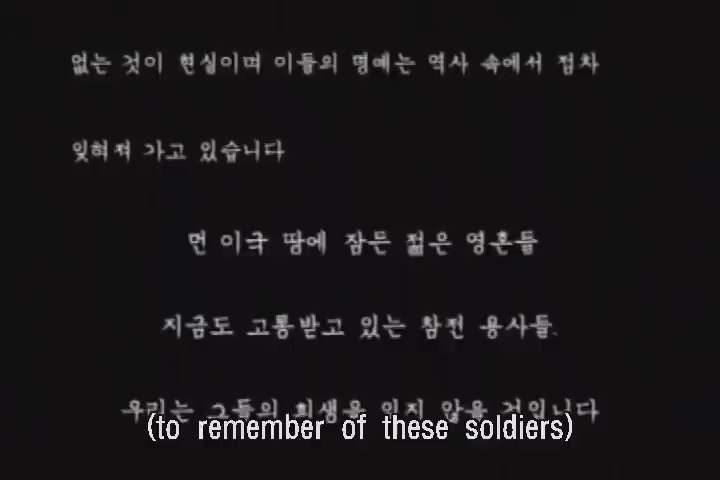 없는 것이 현실이며 이들의 명예는 역사 속에서 점차
잊혀져 가고 있습니다
먼 이국 땅에 잠든 젊은 영혼들
지금도 고통받고 있는 참전 용사들.
우리는 그들의 희생을 잊지 않을 것입니다
(to remember of these soldiers)